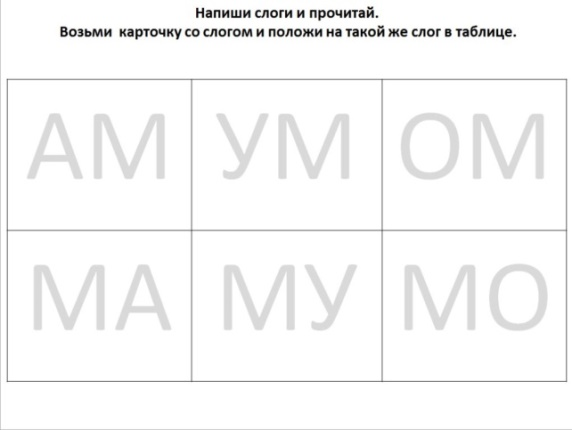 Напиши слоги и прочитай.
Возьми карточку со слогом и положи на такой же слог в таблице.
АМ УМ ОМ
МА МУ МО